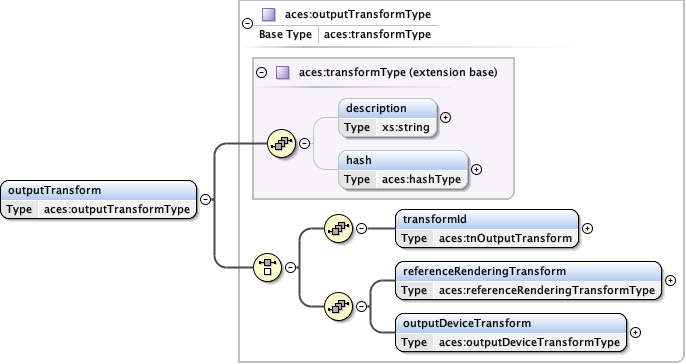 aces:outputTransformType
Base Type aces:transformType
aces:transformType (extension base)
description
Type xs:string
hash
Type aces:hashType
outputTransform
Type aces:outputTransformType
transformId
Type aces:tnOutputTransform
referenceRenderingTransform
Type aces:referenceRenderingTransformType
outputDeviceTransform
Type aces:outputDeviceTransformType